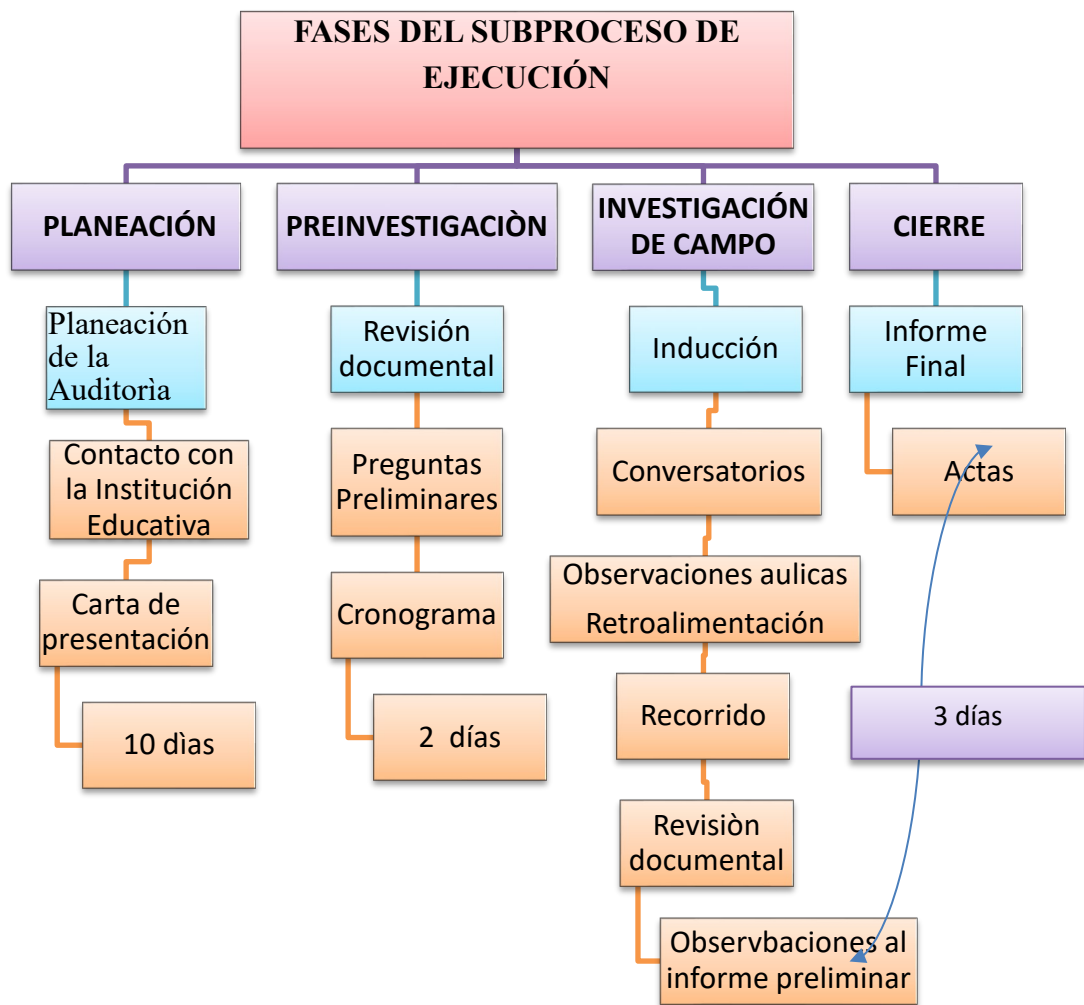 FASES DEL SUBPROCESO DE
EJECUCIÓN
PLANEACIÓN
PREINVESTIGACIÒN
INVESTIGACIÓN
DE CAMPO
CIERRE
Planeación
de la
Auditorìa
Contacto con
la Institución
Educativa
Carta de
presentación
10 dìas
Revisión
documental
Preguntas
Preliminares
Cronograma
2 días
Inducción
Conversatorios
Observaciones aulicas
Retroalimentación
Recorrido
Revisiòn
documental
Observbaciones al
informe preliminar
Informe
Final
Actas
3 días